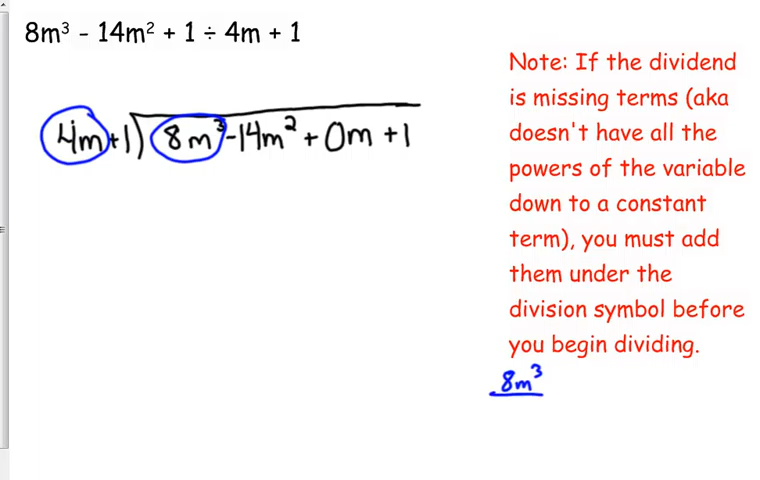 8m³ - 14m² + 1 ÷ 4m + 1
4m+1)8m³-14m²+0m+1
Note: If the dividend
is missing terms (aka
doesn't have all the
powers of the variable
down to a constant
term), you must add
them under the
division symbol before
you begin dividing.
8m³